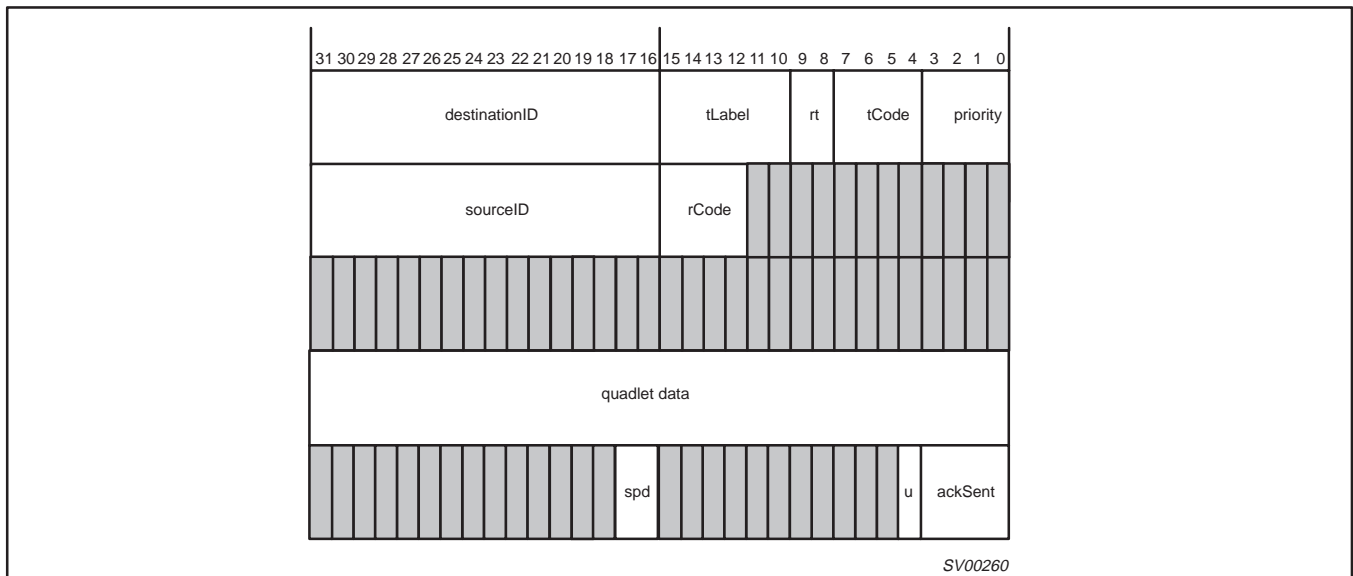 31 30 29 28 27 26 25 24 23 22 21 20 19 18 17 16 15 14 13 12 11 10 9 8 7 6 5 4 3 2 1 0
destinationID tLabel rt tCode priority
sourceID rCode
quadlet data
spd u ackSent
SV00260